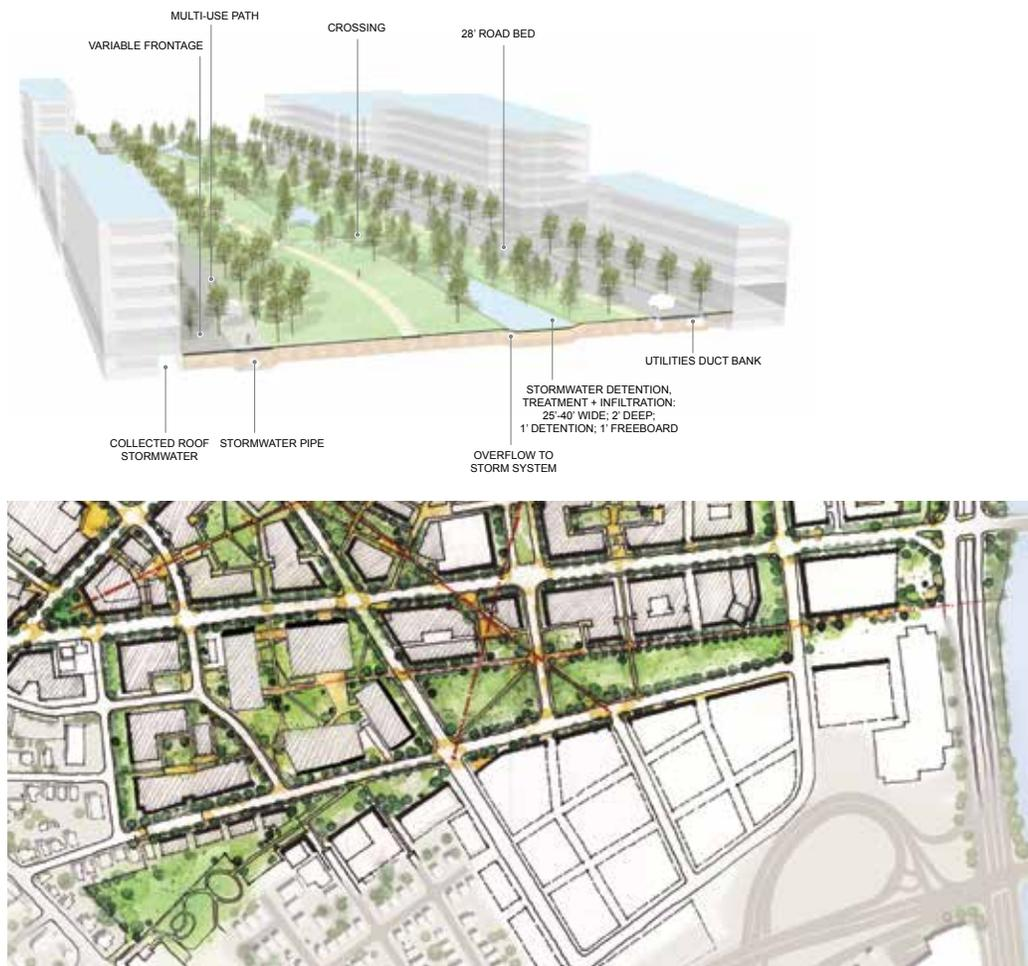 MULTI-USE PATH
VARIABLE FRONTAGE
CROSSING
28' ROAD BED
UTILITIES DUCT BANK
STORMWATER DETENTION,
TREATMENT + INFILTRATION:
25'-40' WIDE; 2' DEEP;
1' DETENTION; 1' FREEBOARD
COLLECTED ROOF
STORMWATER
STORMWATER PIPE
OVERFLOW TO
STORM SYSTEM